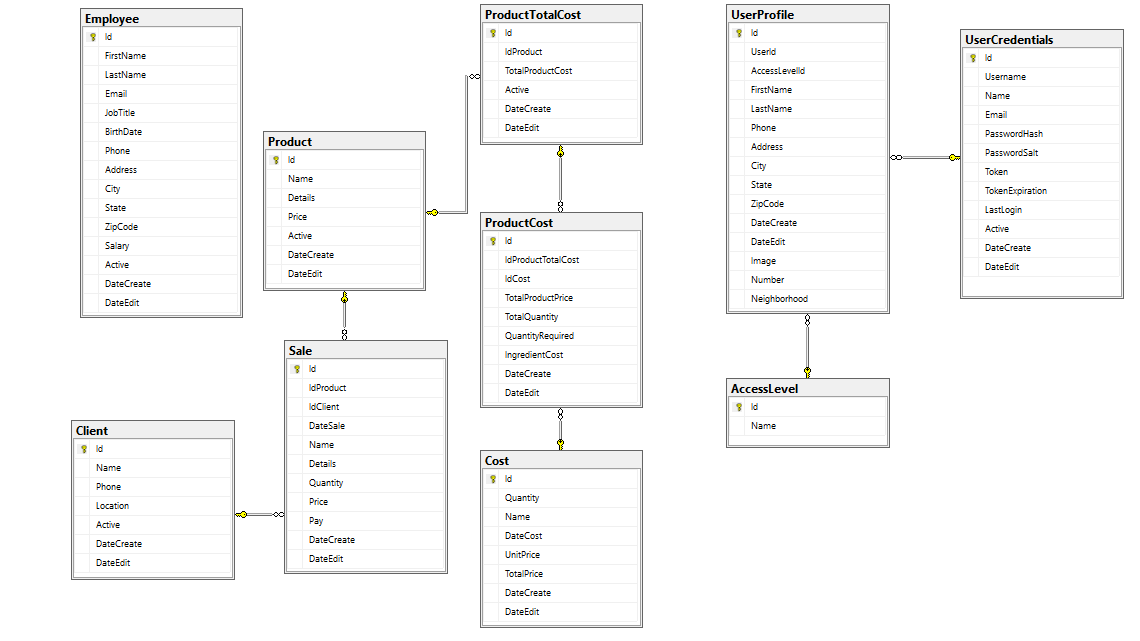 Employee
Id
FirstName
LastName
Email
JobTitle
BirthDate
Phone
Address
City
State
ZipCode
Salary
Active
DateCreate
DateEdit
Product
Id
Name
Details
Price
Active
DateCreate
DateEdit
Client
Id
Name
Phone
Location
Active
DateCreate
DateEdit
Sale
Id
IdProduct
IdClient
DateSale
Name
Details
Quantity
Price
Pay
DateCreate
DateEdit
ProductTotalCost
Id
IdProduct
TotalProductCost
Active
DateCreate
DateEdit
ProductCost
Id
IdProductTotalCost
IdCost
TotalProductPrice
TotalQuantity
QuantityRequired
IngredientCost
DateCreate
DateEdit
Cost
Id
Quantity
Name
DateCost
UnitPrice
TotalPrice
DateCreate
DateEdit
UserProfile
Id
UserId
AccessLevelId
FirstName
LastName
Phone
Address
City
State
ZipCode
DateCreate
DateEdit
Image
Number
Neighborhood
AccessLevel
Id
Name
UserCredentials
Id
Username
Name
Email
PasswordHash
PasswordSalt
Token
TokenExpiration
LastLogin
Active
DateCreate
DateEdit